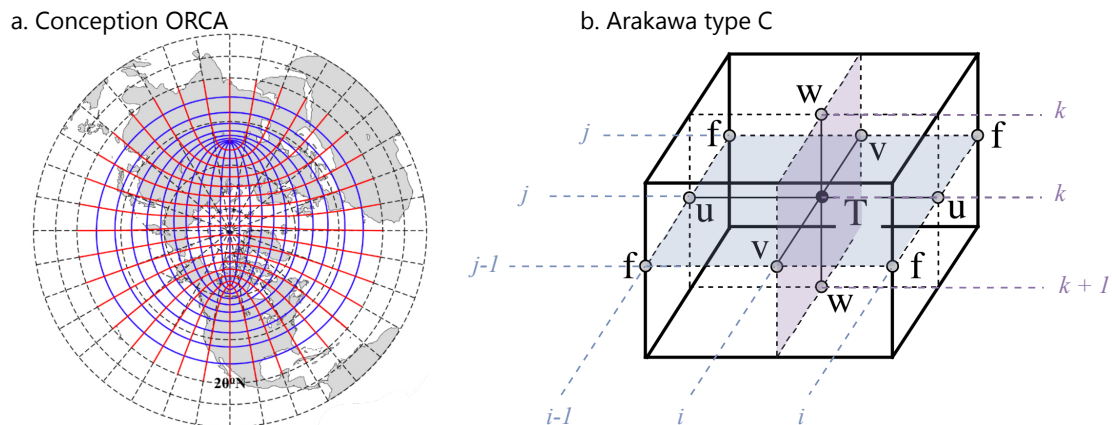 a. Conception ORCA
20°N
b. Arakawa type C
w k
j f v f
j u T u k
j-1 f v f
w k + 1
i-1 i i